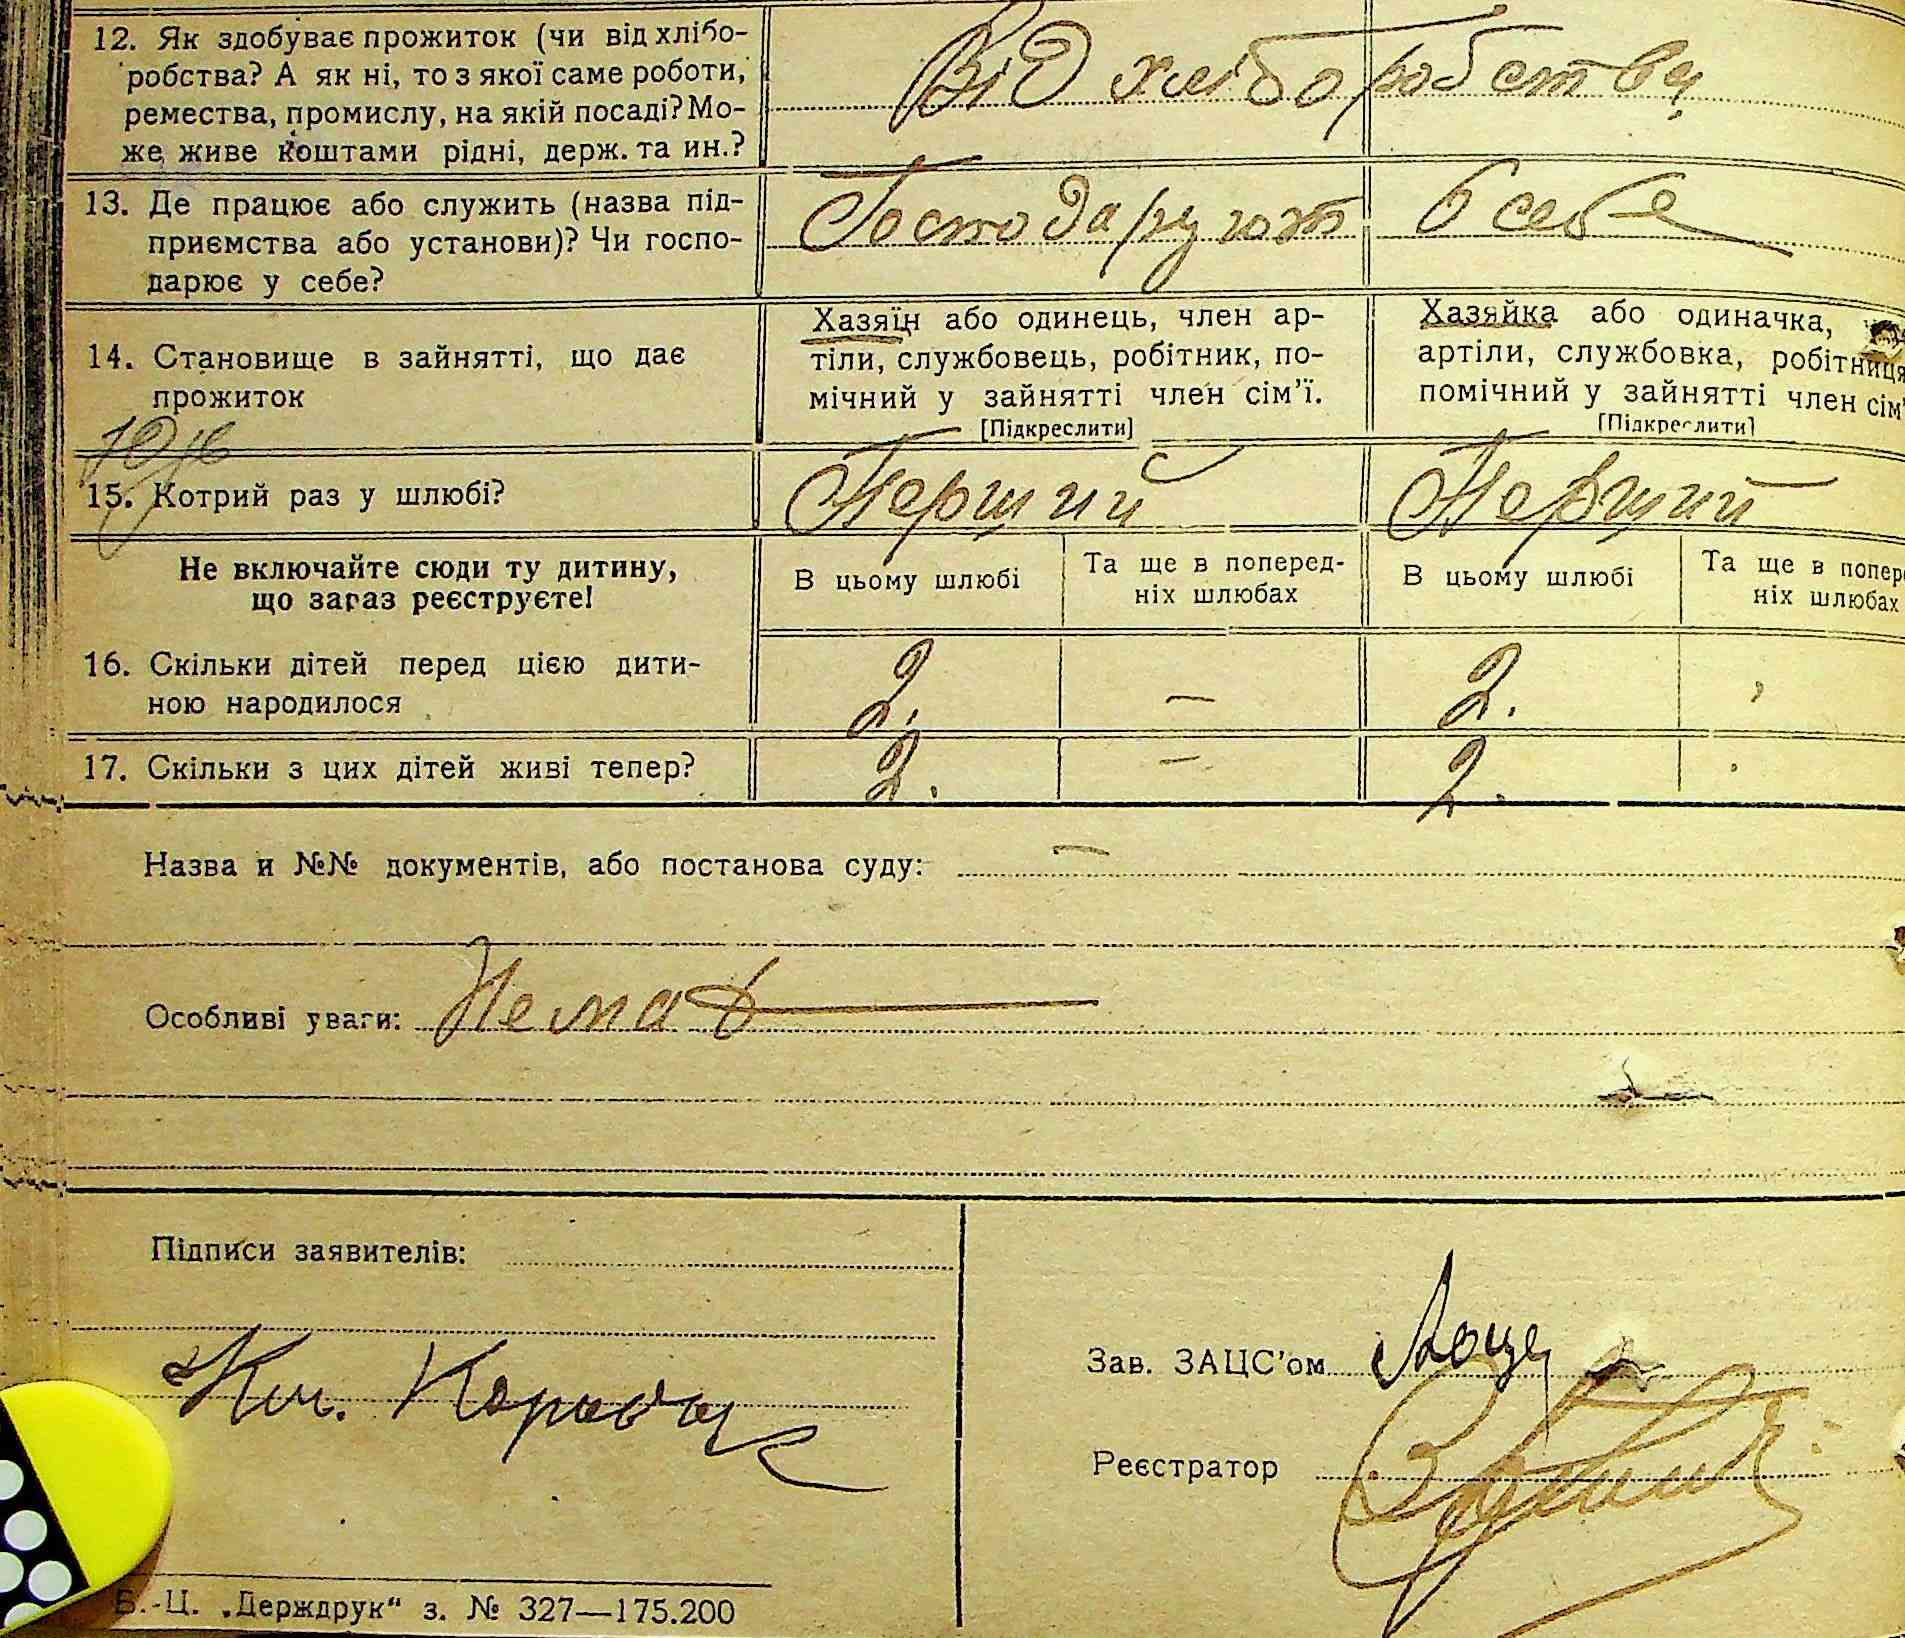 12. Як здобуває прожиток (чи від хлібо-
робства? А як ні, то з якої саме роботи,
ремества, промислу, на якій посаді? Мо-
же живе коштами рідні, держ. та ин.?
Від хліборобства
13. Де працює або служить (назва під-
приємства або установи)? Чи госпо-
дарює у себе?
Господарують б себе
14. Становище в зайнятті, що дає
прожиток
Хазяїн або одинець, член ар-
тіли, службовець, робітник, по-
мічний у зайнятті член сім’ї.
[Підкреслити]
Хазяйка або одиначка,
артіли, службовка, робітниця
помічний у зайнятті член сім’
[Підкреслити]
15. Котрий раз у шлюбі?
Перший
Перший
Не включайте сюди ту дитину,
що зараз реєструєте!
В цьому шлюбі
Та ще в поперед-
ніх шлюбах
В цьому шлюбі
Та ще в попер
ніх шлюбах
16. Скільки дітей перед цією дити-
ною народилося
2. — 2.
17. Скільки з цих дітей живі тепер?
2. — 2.
Назва и №№ документів, або постанова суду: —
Особливі уваги: Нема
Підписи заявителів:
Зав. ЗАЦС’ом
Реєстратор
Б.-Ц. „Держдрук“ з. № 327—175.200